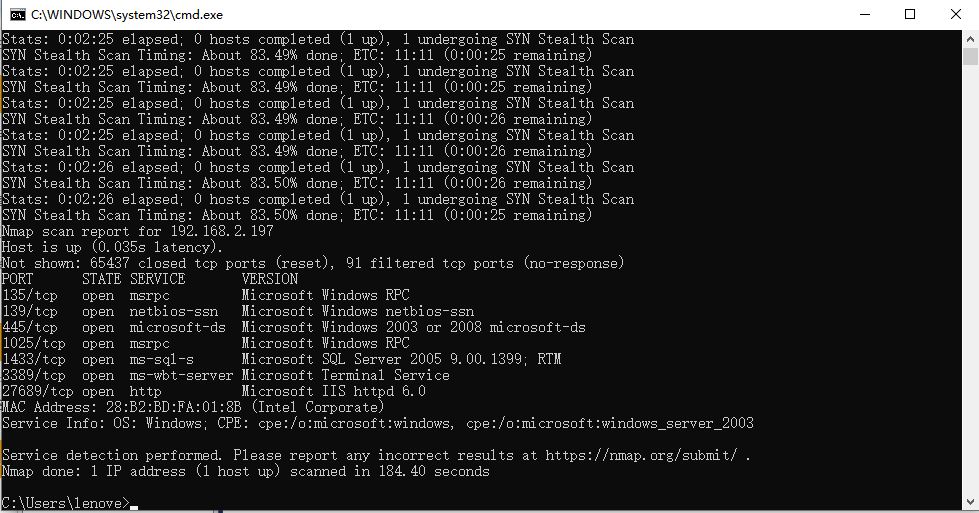 C:\WINDOWS\system32\cmd.exe
Stats: 0:02:25 elapsed; 0 hosts completed (1 up), 1 undergoing SYN Stealth Scan
SYN Stealth Scan Timing: About 83.49% done; ETC: 11:11 (0:00:25 remaining)
Stats: 0:02:25 elapsed; 0 hosts completed (1 up), 1 undergoing SYN Stealth Scan
SYN Stealth Scan Timing: About 83.49% done; ETC: 11:11 (0:00:25 remaining)
Stats: 0:02:25 elapsed; 0 hosts completed (1 up), 1 undergoing SYN Stealth Scan
SYN Stealth Scan Timing: About 83.49% done; ETC: 11:11 (0:00:26 remaining)
Stats: 0:02:25 elapsed; 0 hosts completed (1 up), 1 undergoing SYN Stealth Scan
SYN Stealth Scan Timing: About 83.49% done; ETC: 11:11 (0:00:26 remaining)
Stats: 0:02:26 elapsed; 0 hosts completed (1 up), 1 undergoing SYN Stealth Scan
SYN Stealth Scan Timing: About 83.50% done; ETC: 11:11 (0:00:26 remaining)
Stats: 0:02:26 elapsed; 0 hosts completed (1 up), 1 undergoing SYN Stealth Scan
SYN Stealth Scan Timing: About 83.50% done; ETC: 11:11 (0:00:25 remaining)
Nmap scan report for 192.168.2.197
Host is up (0.035s latency).
Not shown: 65437 closed tcp ports (reset), 91 filtered tcp ports (no-response)
PORT      STATE SERVICE       VERSION
135/tcp   open  msrpc         Microsoft Windows RPC
139/tcp   open  netbios-ssn   Microsoft Windows netbios-ssn
445/tcp   open  microsoft-ds  Microsoft Windows 2003 or 2008 microsoft-ds
1025/tcp  open  msrpc         Microsoft Windows RPC
1433/tcp  open  ms-sql-s      Microsoft SQL Server 2005 9.00.1399; RTM
3389/tcp  open  ms-wbt-server Microsoft Terminal Service
27689/tcp open  http          Microsoft IIS httpd 6.0
MAC Address: 28:B2:BD:FA:01:8B (Intel Corporate)
Service Info: OS: Windows; CPE: cpe:/o:microsoft:windows, cpe:/o:microsoft:windows_server_2003
Service detection performed. Please report any incorrect results at https://nmap.org/submit/ .
Nmap done: 1 IP address (1 host up) scanned in 184.40 seconds
C:\Users\lenove>